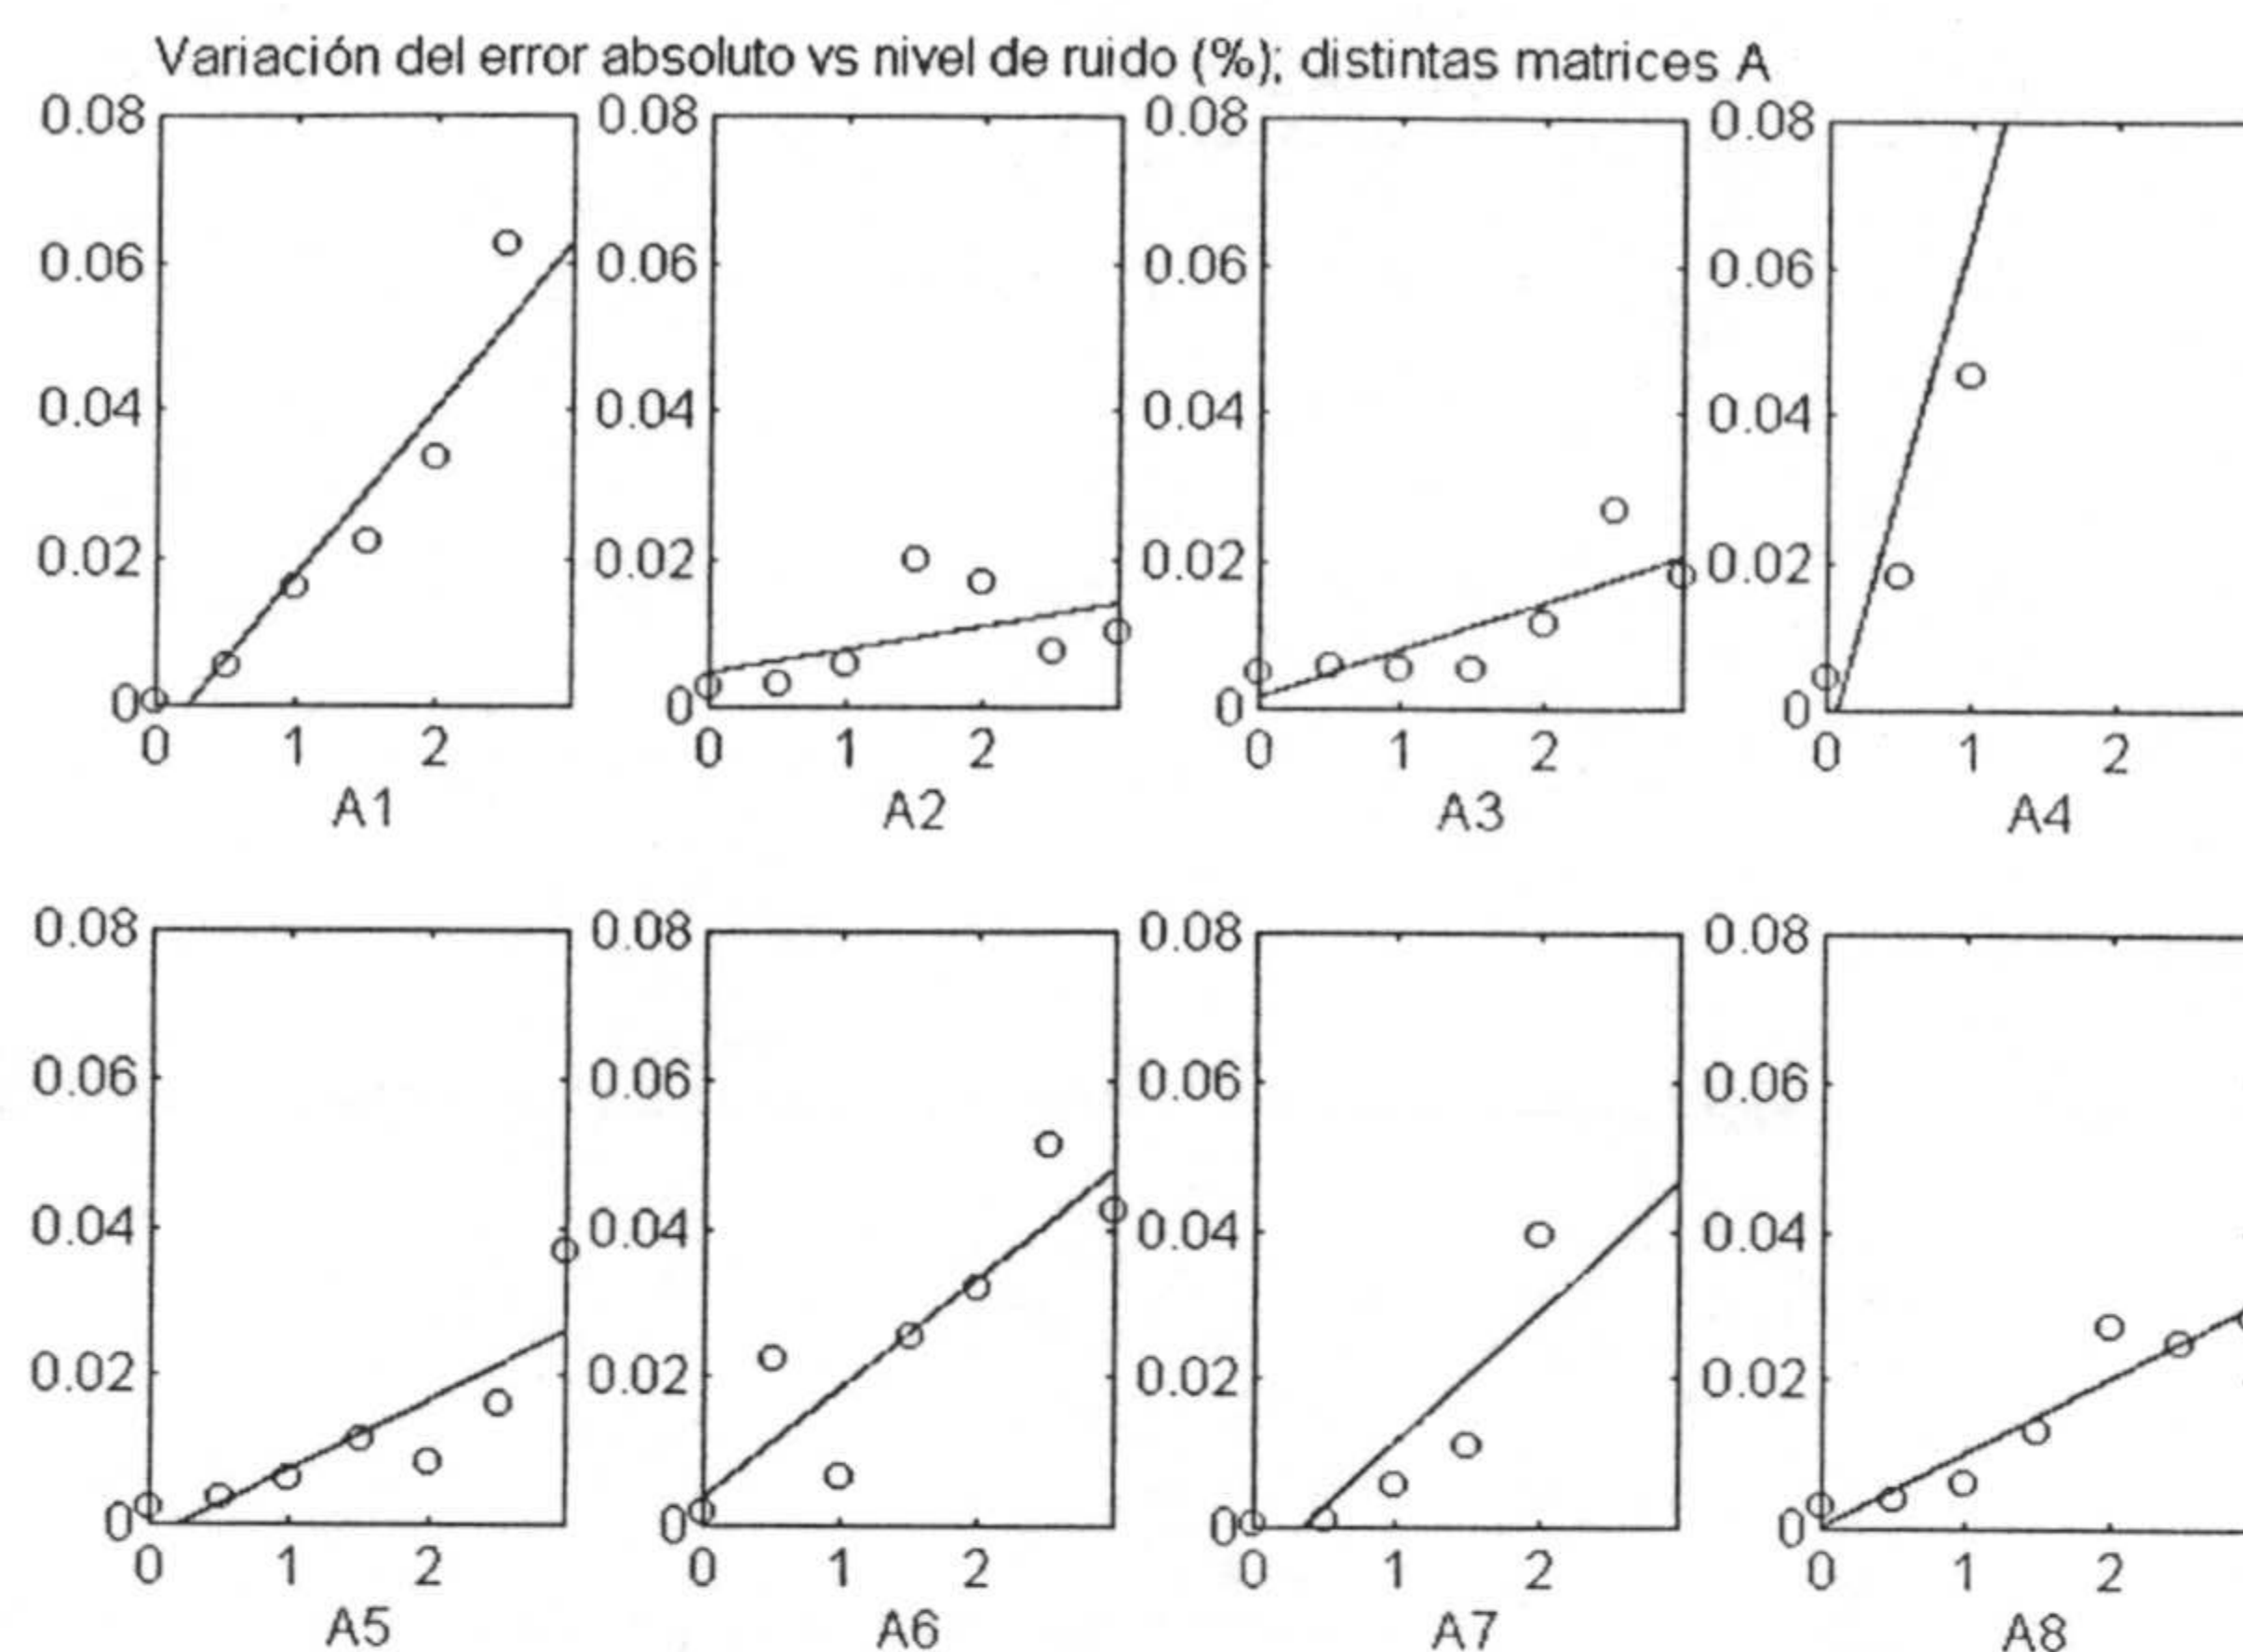 Variación del error absoluto vs nivel de ruido (%); distintas matrices A
0.08 0.08 0.08 0.08
0.06 0.06 0.06 0.06
0.04 0.04 0.04 0.04
0.02 0.02 0.02 0.02
0 0 0 0
0 1 2 0 1 2 0 1 2 0 1 2
A1 A2 A3 A4
0.08 0.08 0.08 0.08
0.06 0.06 0.06 0.06
0.04 0.04 0.04 0.04
0.02 0.02 0.02 0.02
0 0 0 0
0 1 2 0 1 2 0 1 2 0 1 2
A5 A6 A7 A8